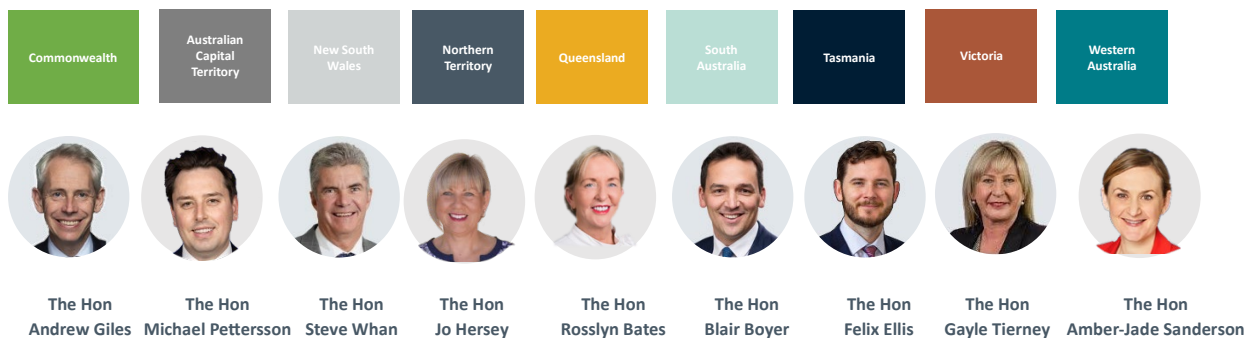 Commonwealth
Australian
Capital
Territory
New South
Wales
Northern
Territory
Queensland
South
Australia
Tasmania
Victoria
Western
Australia
The Hon
Andrew Giles
The Hon
Michael Pettersson
The Hon
Steve Whan
The Hon
Jo Hersey
The Hon
Rosslyn Bates
The Hon
Blair Boyer
The Hon
Felix Ellis
The Hon
Gayle Tierney
The Hon
Amber-Jade Sanderson